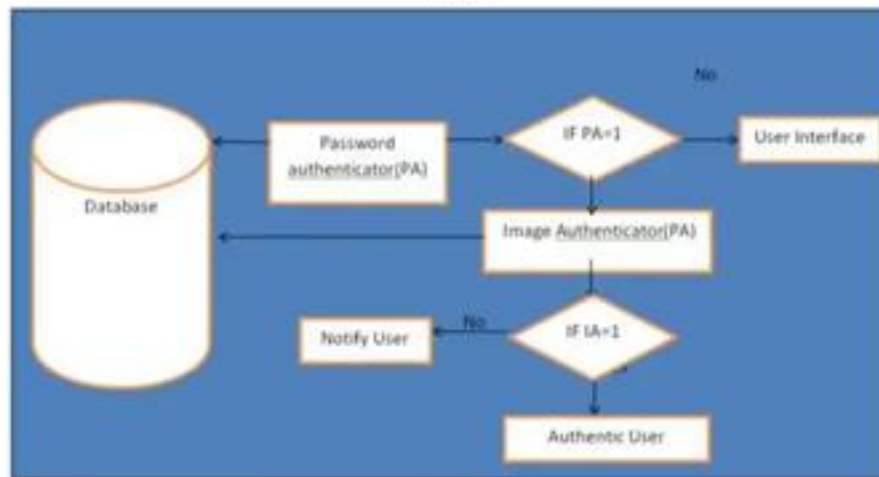 No
Password
authenticator(PA)
IF PA=1
User Interface
Database
Image Authenticator(PA)
Notify User
No
IF IA=1
Authentic User